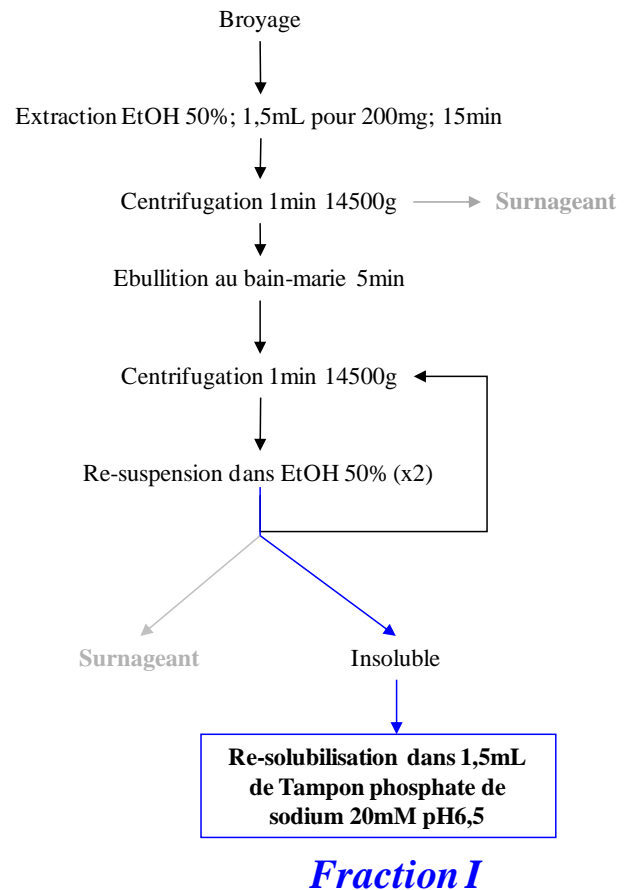 Broyage
Extraction EtOH 50%; 1,5mL pour 200mg; 15min
Centrifugation 1min 14500g
Surnageant
Ebullition au bain-marie 5min
Centrifugation 1min 14500g
Re-suspension dans EtOH 50% (x2)
Surnageant
Insoluble
Re-solubilisation dans 1,5mL
de Tampon phosphate de
sodium 20mM pH6,5
Fraction I